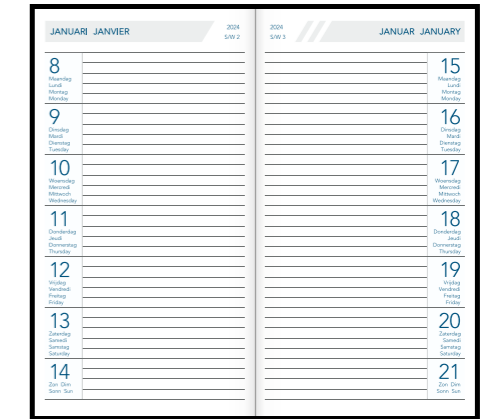 JANUARI JANVIER
2024
S/W 2
8
Maandag
Lundi
Montag
Monday
9
Dinsdag
Mardi
Dienstag
Tuesday
10
Woensdag
Mercredi
Mittwoch
Wednesday
11
Donderdag
Jeudi
Donnerstag
Thursday
12
Vrijdag
Vendredi
Freitag
Friday
13
Zaterdag
Samedi
Samstag
Saturday
14
Zon Dim
Sonn Sun
2024
S/W 3
JANUAR JANUARY
15
Maandag
Lundi
Montag
Monday
16
Dinsdag
Mardi
Dienstag
Tuesday
17
Woensdag
Mercredi
Mittwoch
Wednesday
18
Donderdag
Jeudi
Donnerstag
Thursday
19
Vrijdag
Vendredi
Freitag
Friday
20
Zaterdag
Samedi
Samstag
Saturday
21
Zon Dim
Sonn Sun